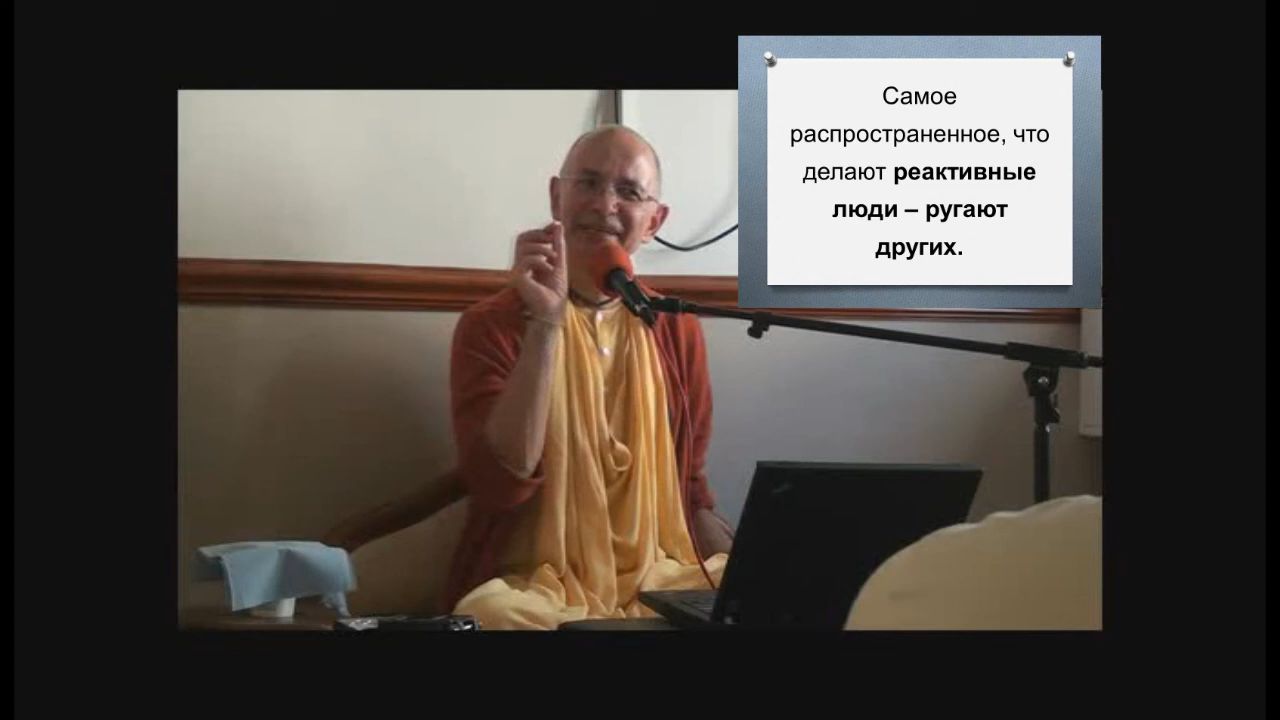 Самое
распространенное, что
делают реактивные
люди – ругают
других.